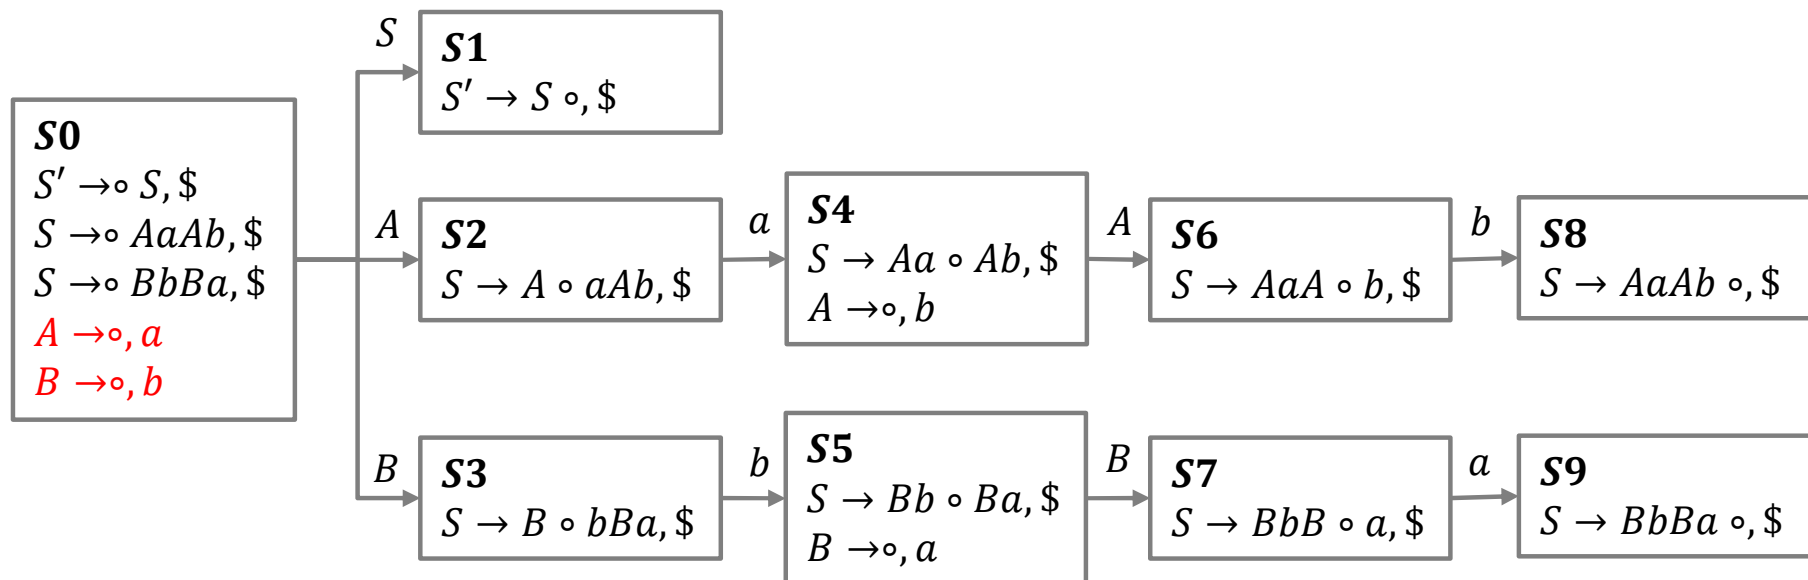 S0
S′ →∘ S, $
S →∘ AaAb, $
S →∘ BbBa, $
A →∘, a
B →∘, b
S
S1
S′ → S ∘, $
A
S2
S → A ∘ aAb, $
a
S4
S → Aa ∘ Ab, $
A →∘, b
A
S6
S → AaA ∘ b, $
b
S8
S → AaAb ∘, $
B
S3
S → B ∘ bBa, $
b
S5
S → Bb ∘ Ba, $
B →∘, a
B
S7
S → BbB ∘ a, $
a
S9
S → BbBa ∘, $